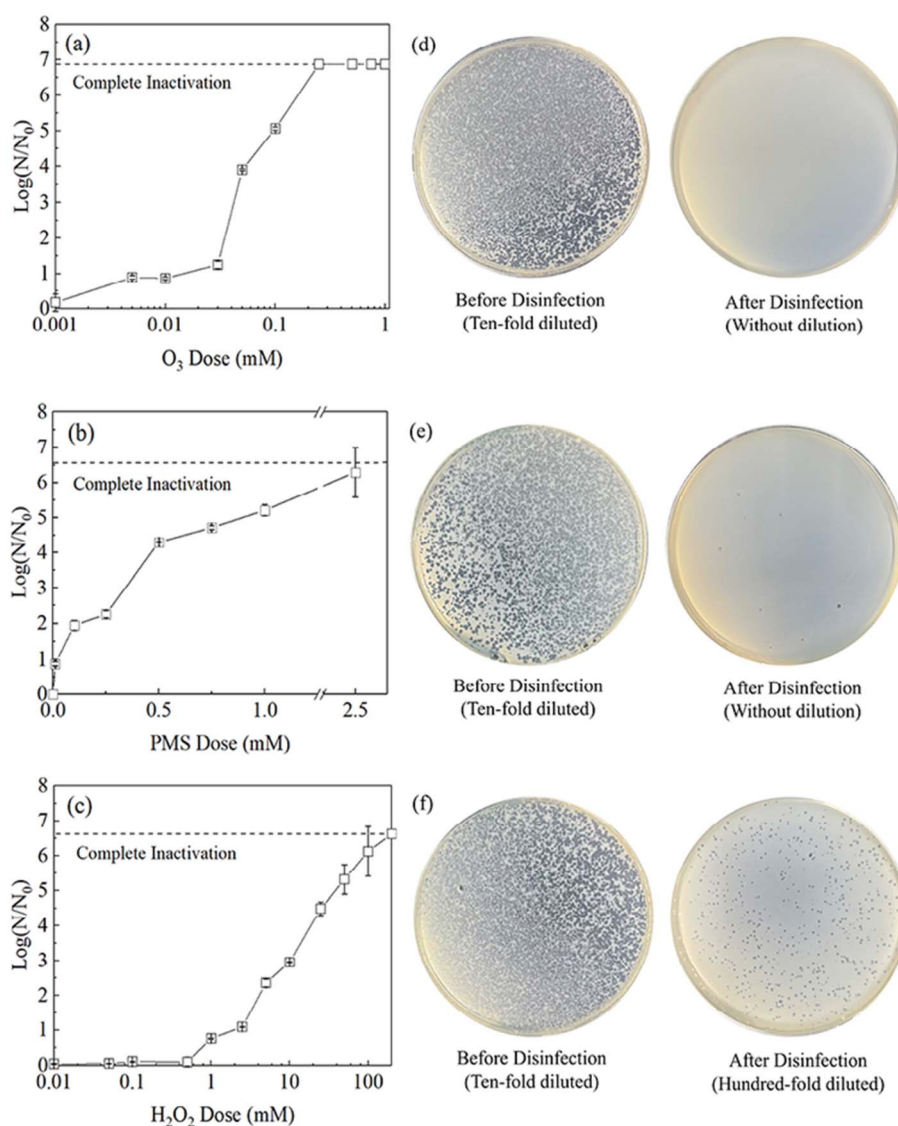 (a)
8
7
6
5
4
3
2
1
0
Log(N/N₀)
Complete Inactivation
0.001 0.01 0.1 1
O₃ Dose (mM)
(d)
Before Disinfection
(Ten-fold diluted)
After Disinfection
(Without dilution)
(b)
8
7
6
5
4
3
2
1
0
Log(N/N₀)
Complete Inactivation
0.0 0.5 1.0 2.5
PMS Dose (mM)
(e)
Before Disinfection
(Ten-fold diluted)
After Disinfection
(Without dilution)
(c)
8
7
6
5
4
3
2
1
0
Log(N/N₀)
Complete Inactivation
0.01 0.1 1 10 100
H₂O₂ Dose (mM)
(f)
Before Disinfection
(Ten-fold diluted)
After Disinfection
(Hundred-fold diluted)